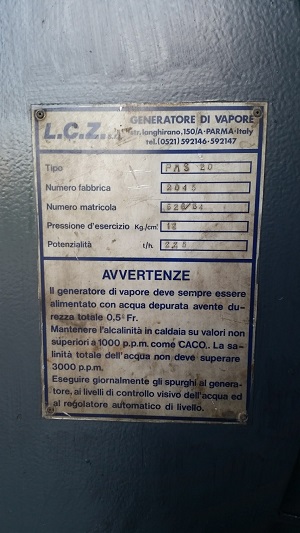 L.C.Z. GENERATORE DI VAPORE
str. langhirano, 150/A-PARMA-Italy
tel. (0521) 592146-592147
Tipo PAS 20
Numero fabbrica
Numero matricola
Pressione d'esercizio Kg./cm² 12
Potenzialità t/h.
AVVERTENZE
Il generatore di vapore deve sempre essere
alimentato con acqua depurata avente du-
rezza totale 0,5° Fr.
Mantenere l'alcalinità in caldaia su valori non
superiori a 1000 p.p.m. come CACO₃. La sa-
linità totale dell'acqua non deve superare
3000 p.p.m.
Eseguire giornalmente gli spurghi al genera-
tore, ai livelli di controllo visivo dell'acqua ed
al regolatore automatico di livello.